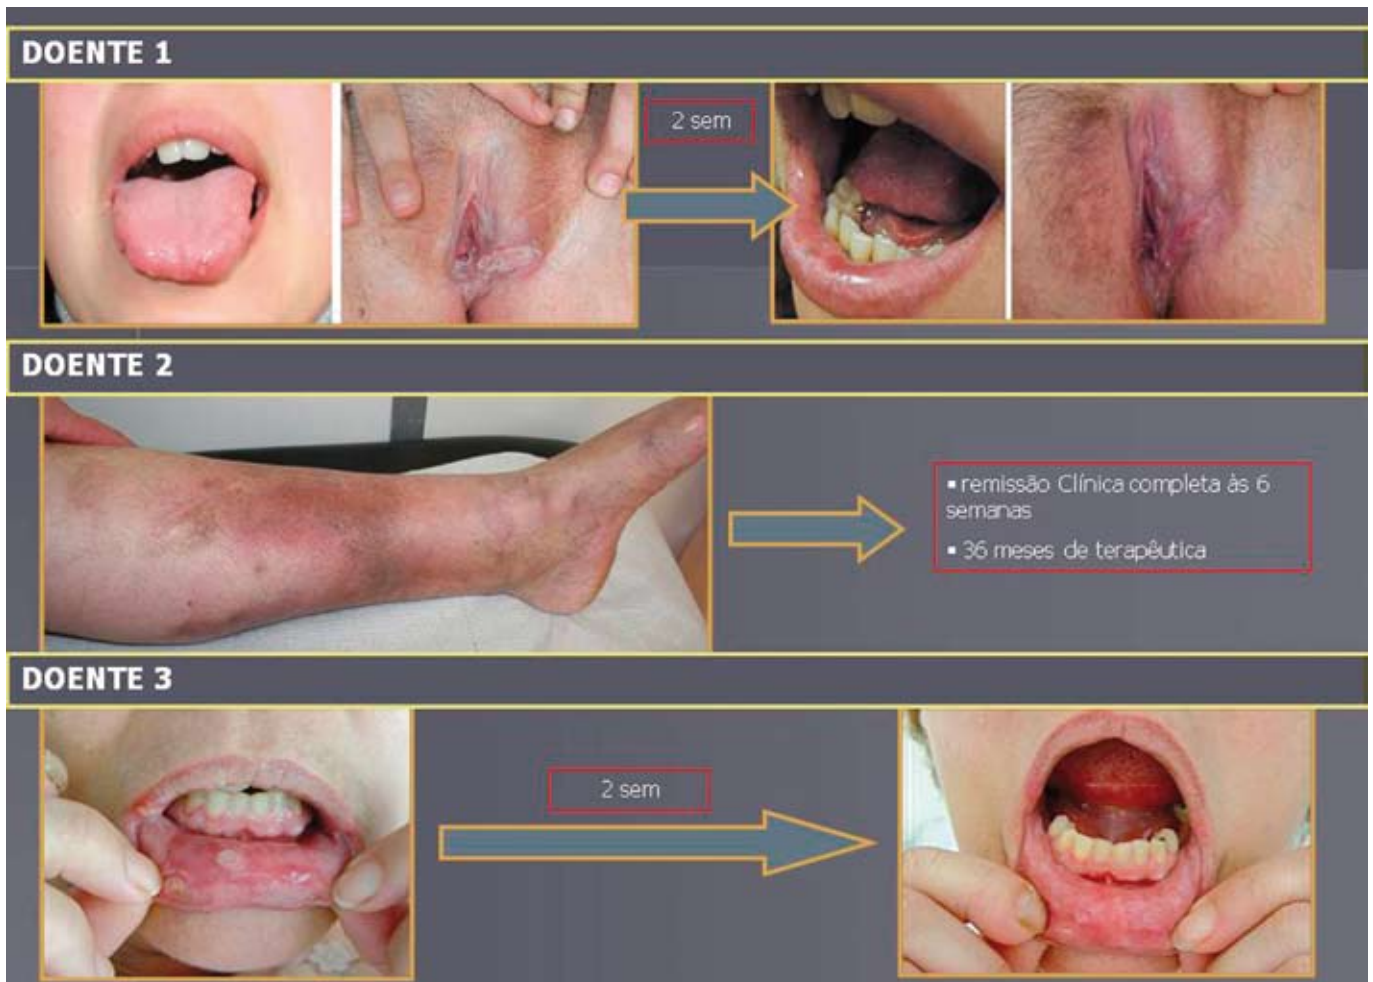 DOENTE 1
2 sem
DOENTE 2
▪ remissão Clínica completa às 6
semanas
▪ 36 meses de terapêutica
DOENTE 3
2 sem